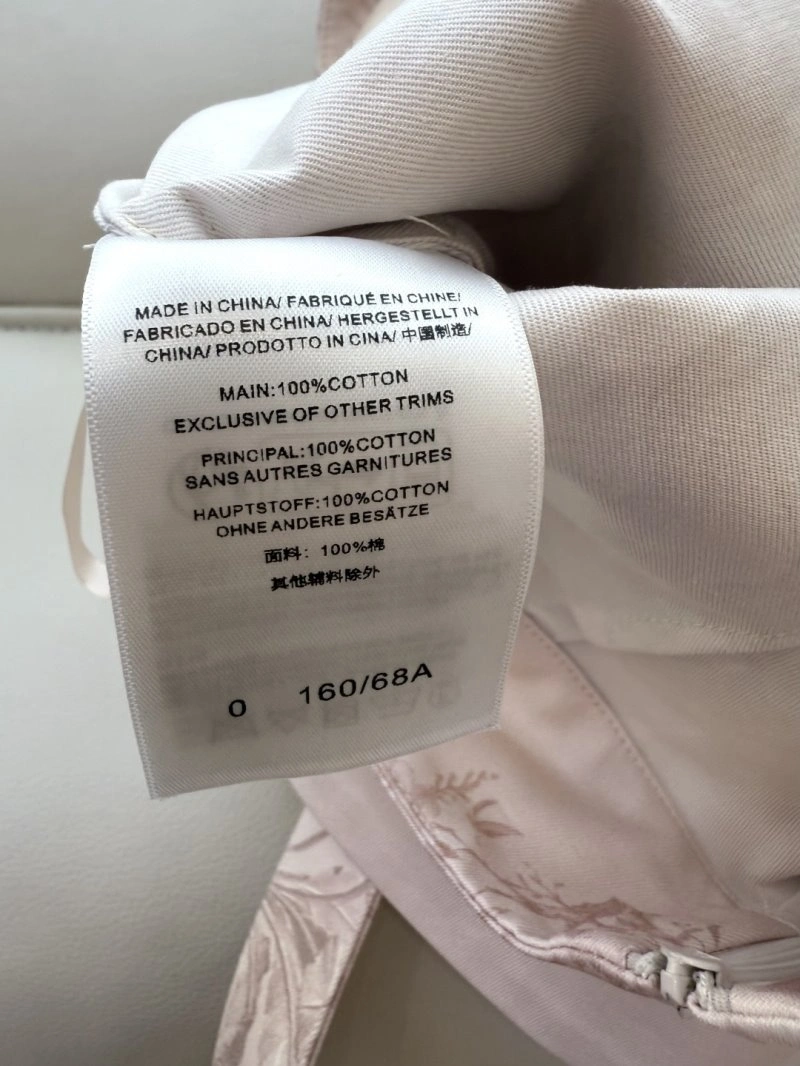 MADE IN CHINA/ FABRIQUÉ EN CHINE/
FABRICADO EN CHINA/ HERGESTELLT IN
CHINA/ PRODOTTO IN CINA/ 中国制造/
MAIN:100%COTTON
EXCLUSIVE OF OTHER TRIMS
PRINCIPAL:100%COTTON
SANS AUTRES GARNITURES
HAUPTSTOFF:100%COTTON
OHNE ANDERE BESÄTZE
面料: 100%棉
其他辅料除外
0 160/68A